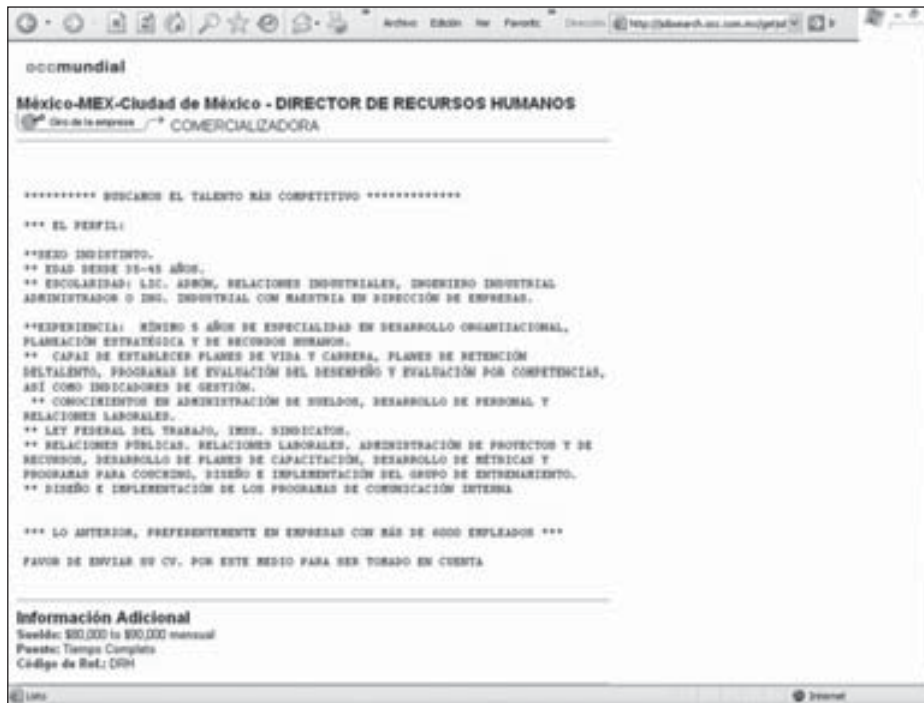 Archivo Edición Ver Favorit.
occmundial
México-MEX-Ciudad de México - DIRECTOR DE RECURSOS HUMANOS
Giro de la empresa COMERCIALIZADORA
********** BUSCAMOS EL TALENTO MÁS COMPETITIVO *************
*** EL PERFIL:
**SEXO INDISTINTO.
** EDAD DESDE 35-45 AÑOS.
** ESCOLARIDAD: LIC. ADMÓN, RELACIONES INDUSTRIALES, INGENIERO INDUSTRIAL
ADMINISTRADOR O ING. INDUSTRIAL CON MAESTRIA EN DIRECCIÓN DE EMPRESAS.
**EXPERIENCIA: MÍNIMO 5 AÑOS DE ESPECIALIDAD EN DESARROLLO ORGANIZACIONAL,
PLANEACIÓN ESTRATÉGICA Y DE RECURSOS HUMANOS.
** CAPAZ DE ESTABLECER PLANES DE VIDA Y CARRERA, PLANES DE RETENCIÓN
DELTALENTO, PROGRAMAS DE EVALUACIÓN DEL DESEMPEÑO Y EVALUACIÓN POR COMPETENCIAS,
ASÍ COMO INDICADORES DE GESTIÓN.
** CONOCIMIENTOS EN ADMINISTRACIÓN DE SUELDOS, DESARROLLO DE PERSONAL Y
RELACIONES LABORALES.
** LEY FEDERAL DEL TRABAJO, IMSS. SINDICATOS.
** RELACIONES PÚBLICAS. RELACIONES LABORALES. ADMINISTRACIÓN DE PROYECTOS Y DE
RECURSOS, DESARROLLO DE PLANES DE CAPACITACIÓN, DESARROLLO DE MÉTRICAS Y
PROGRAMAS PARA COUCHING, DISEÑO E IMPLEMENTACIÓN DEL GRUPO DE ENTRENAMIENTO.
** DISEÑO E IMPLEMENTACIÓN DE LOS PROGRAMAS DE COMUNICACIÓN INTERNA
*** LO ANTERIOR, PREFERENTEMENTE EN EMPRESAS CON MÁS DE 6000 EMPLEADOS ***
FAVOR DE ENVIAR SU CV. POR ESTE MEDIO PARA SER TOMADO EN CUENTA
Información Adicional
Sueldo: $80,000 to $90,000 mensual
Puesto: Tiempo Completo
Código de Ref.: DRH
Listo Internet